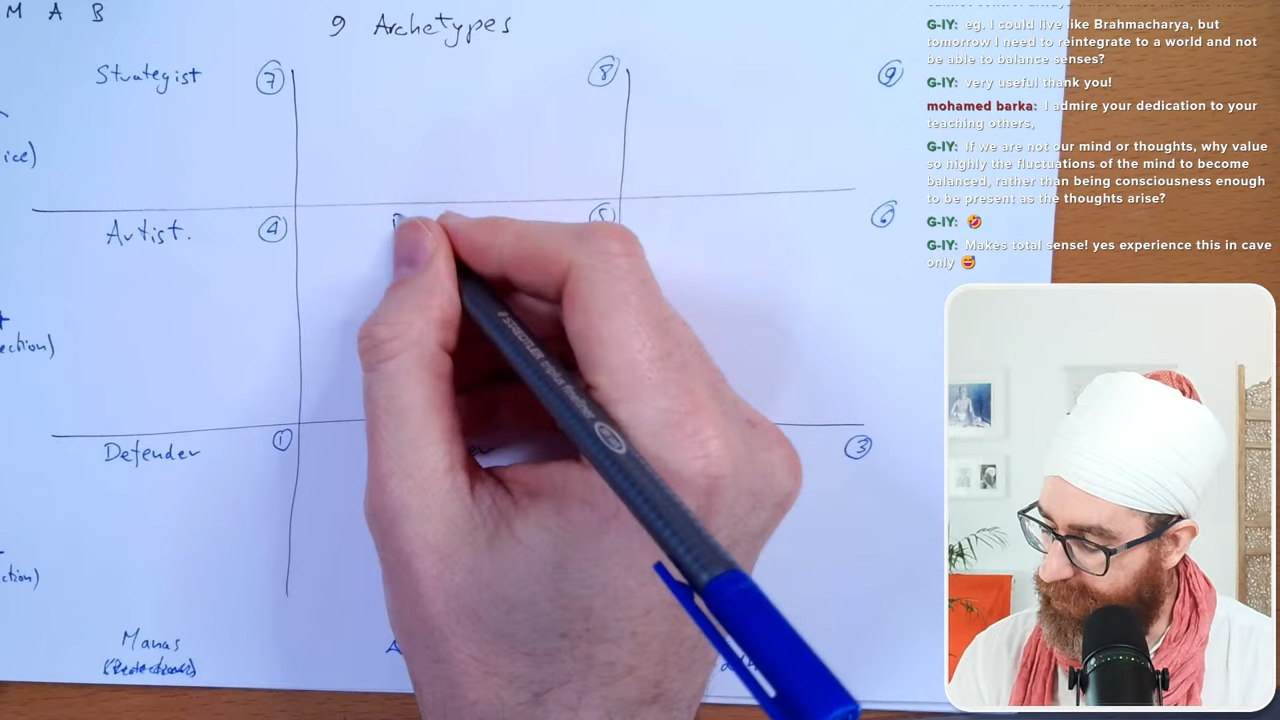 M A B
9 Archetypes
Strategist 7 8 9
ice)
Artist. 4 5 6
ection)
Defender 1 3
ction)
Manas
STAEDTLER triplus fineliner
G-IY: eg. I could live like Brahmacharya, but
tomorrow I need to reintegrate to a world and not
be able to balance senses?
G-IY: very useful thank you!
mohamed barka: I admire your dedication to your
teaching others,
G-IY: If we are not our mind or thoughts, why value
so highly the fluctuations of the mind to become
balanced, rather than being consciousness enough
to be present as the thoughts arise?
G-IY: 🤣
G-IY: Makes total sense! yes experience this in cave
only 😅